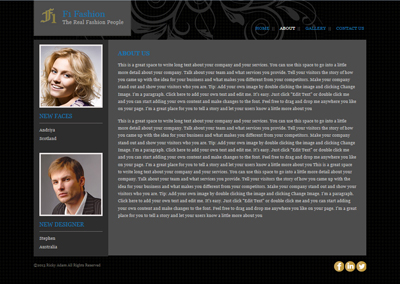 F1 Fashion
The Real Fashion People
HOME :: ABOUT :: GALLERY :: CONTACT US
ABOUT US
This is a great space to write long text about your company and your services. You can use this space to go into a little
more detail about your company. Talk about your team and what services you provide. Tell your visitors the story of how
you came up with the idea for your business and what makes you different from your competitors. Make your company
stand out and show your visitors who you are. Tip: Add your own image by double clicking the image and clicking Change
Image. I'm a paragraph. Click here to add your own text and edit me. It's easy. Just click "Edit Text" or double click me
and you can start adding your own content and make changes to the font. Feel free to drag and drop me anywhere you like
on your page. I'm a great place for you to tell a story and let your users know a little more about you.
This is a great space to write long text about your company and your services. You can use this space to go into a little
more detail about your company. Talk about your team and what services you provide. Tell your visitors the story of how
you came up with the idea for your business and what makes you different from your competitors. Make your company
stand out and show your visitors who you are. Tip: Add your own image by double clicking the image and clicking Change
Image. I'm a paragraph. Click here to add your own text and edit me. It's easy. Just click "Edit Text" or double click me
and you can start adding your own content and make changes to the font. Feel free to drag and drop me anywhere you like
on your page. I'm a great place for you to tell a story and let your users know a little more about you This is a great space
to write long text about your company and your services. You can use this space to go into a little more detail about your
company. Talk about your team and what services you provide. Tell your visitors the story of how you came up with the
idea for your business and what makes you different from your competitors. Make your company stand out and show your
visitors who you are. Tip: Add your own image by double clicking the image and clicking Change Image. I'm a paragraph.
Click here to add your own text and edit me. It's easy. Just click "Edit Text" or double click me and you can start adding
your own content and make changes to the font. Feel free to drag and drop me anywhere you like on your page. I'm a great
place for you to tell a story and let your users know a little more about you
NEW FACES
Andriya
Scotland
NEW DESIGNER
Stephen
Australia
All Rights Reserved